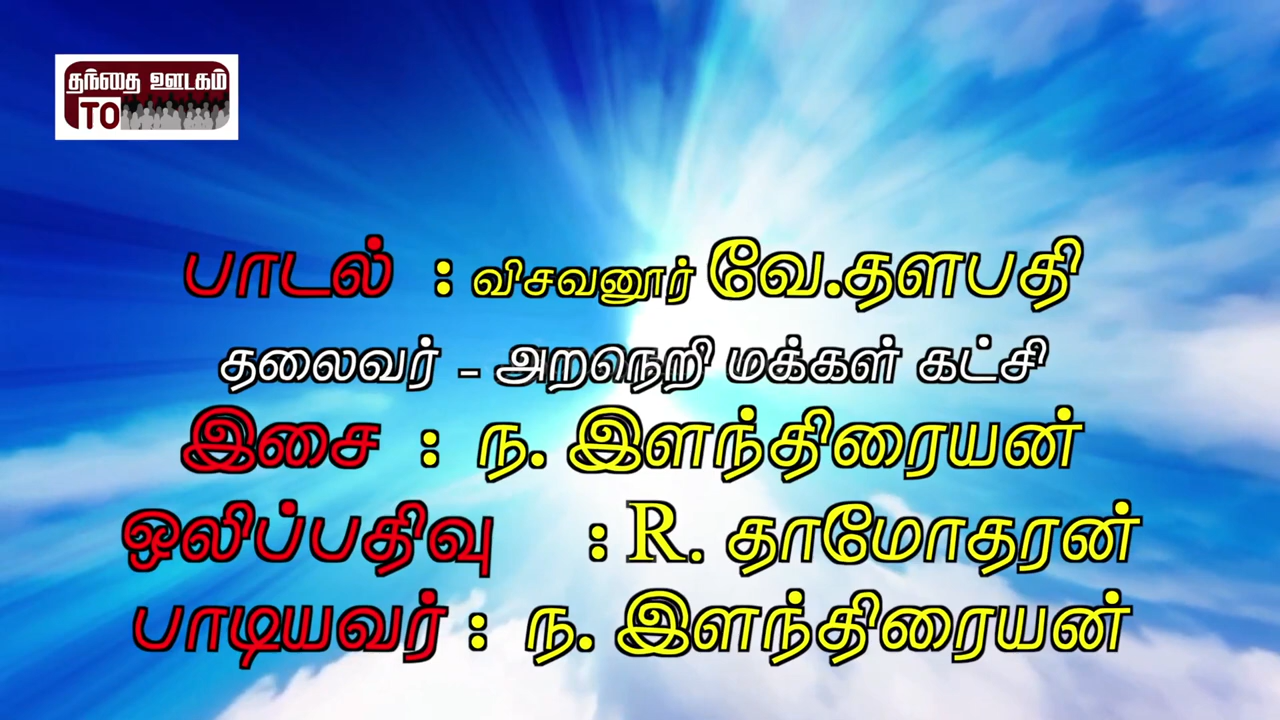 தந்தை ஊடகம்
TO
பாடல் : விசவனூர் வே.தளபதி
தலைவர் - அறநெறி மக்கள் கட்சி
இசை : ந. இளந்திரையன்
ஒலிப்பதிவு : R. தாமோதரன்
பாடியவர் : ந. இளந்திரையன்